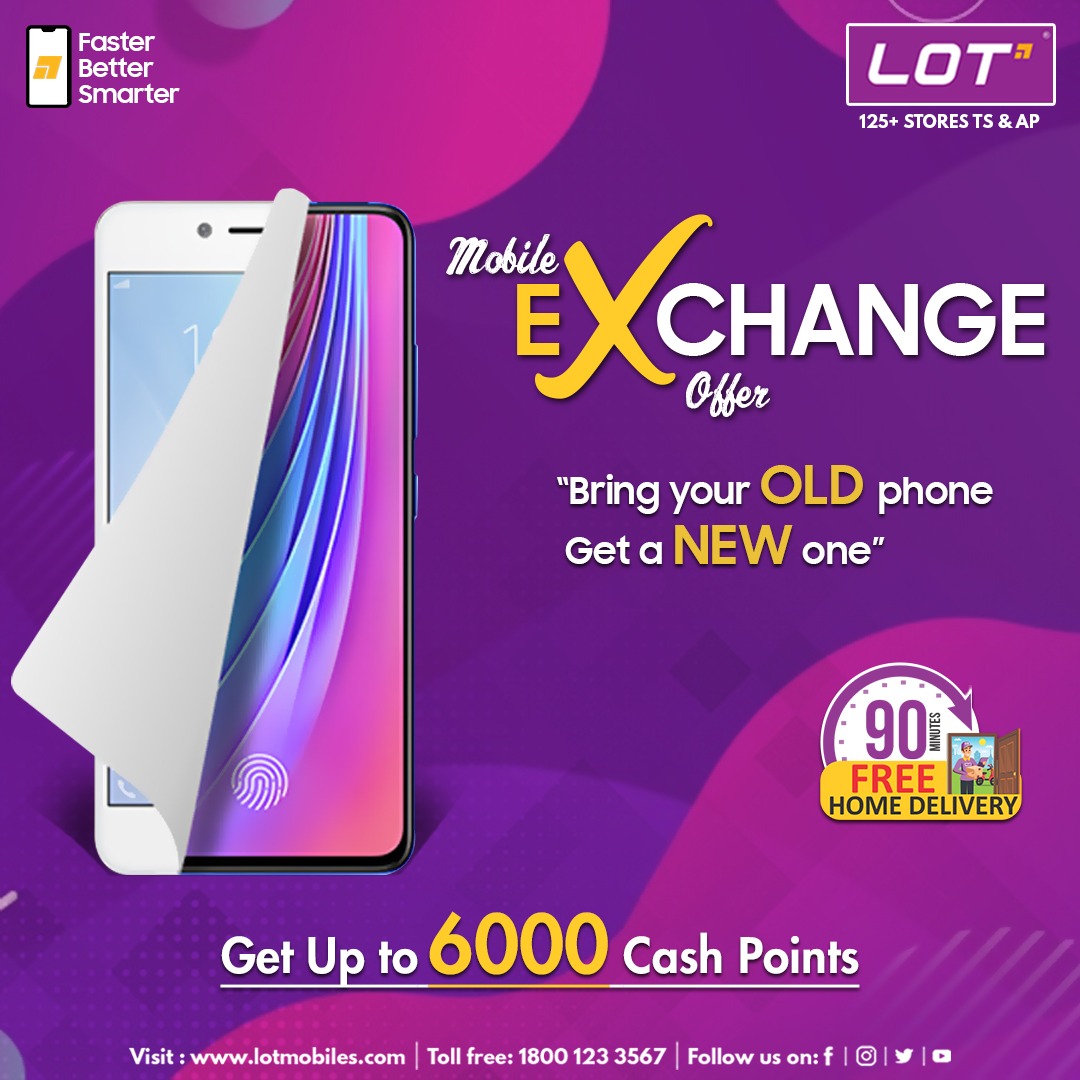 Faster
Better
Smarter
LOT®
125+ STORES TS & AP
Mobile
EXCHANGE
Offer
“Bring your OLD phone
Get a NEW one”
90 MINUTES
FREE
HOME DELIVERY
Get Up to 6000 Cash Points
Visit : www.lotmobiles.com | Toll free: 1800 123 3567 | Follow us on: